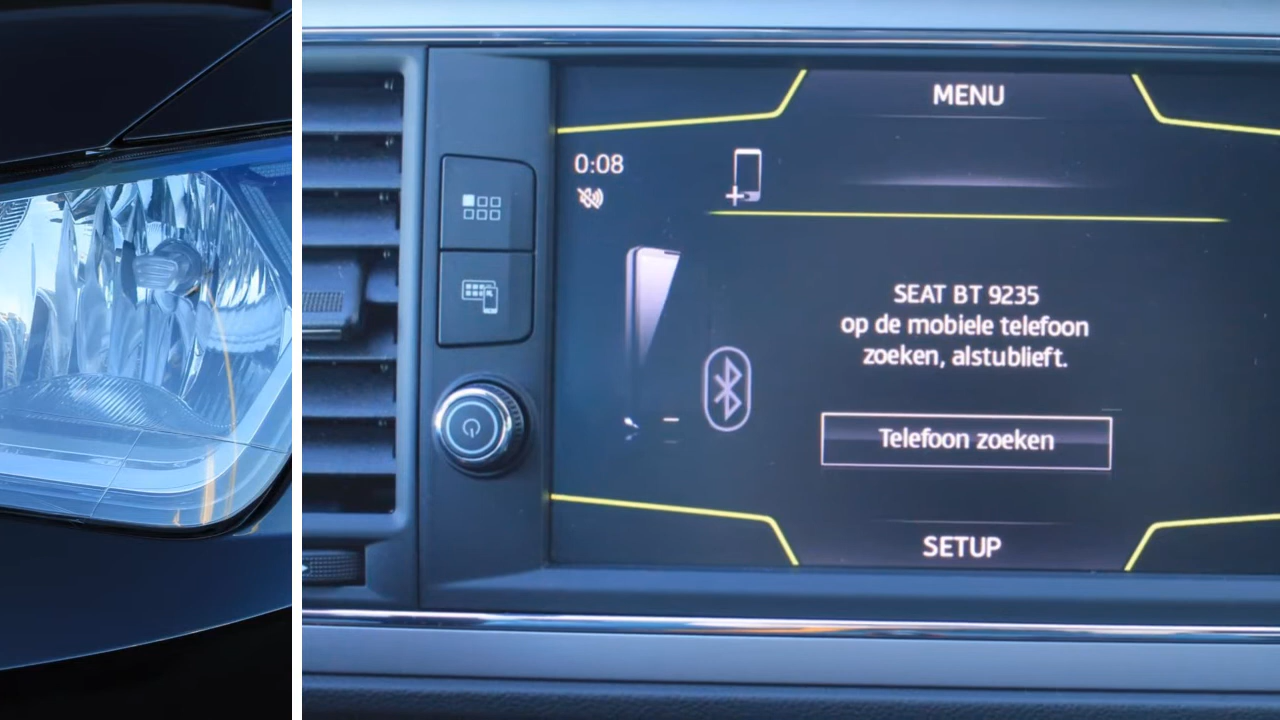 MENU
0:08
SEAT BT 9235
op de mobiele telefoon
zoeken, alstublieft.
Telefoon zoeken
SETUP